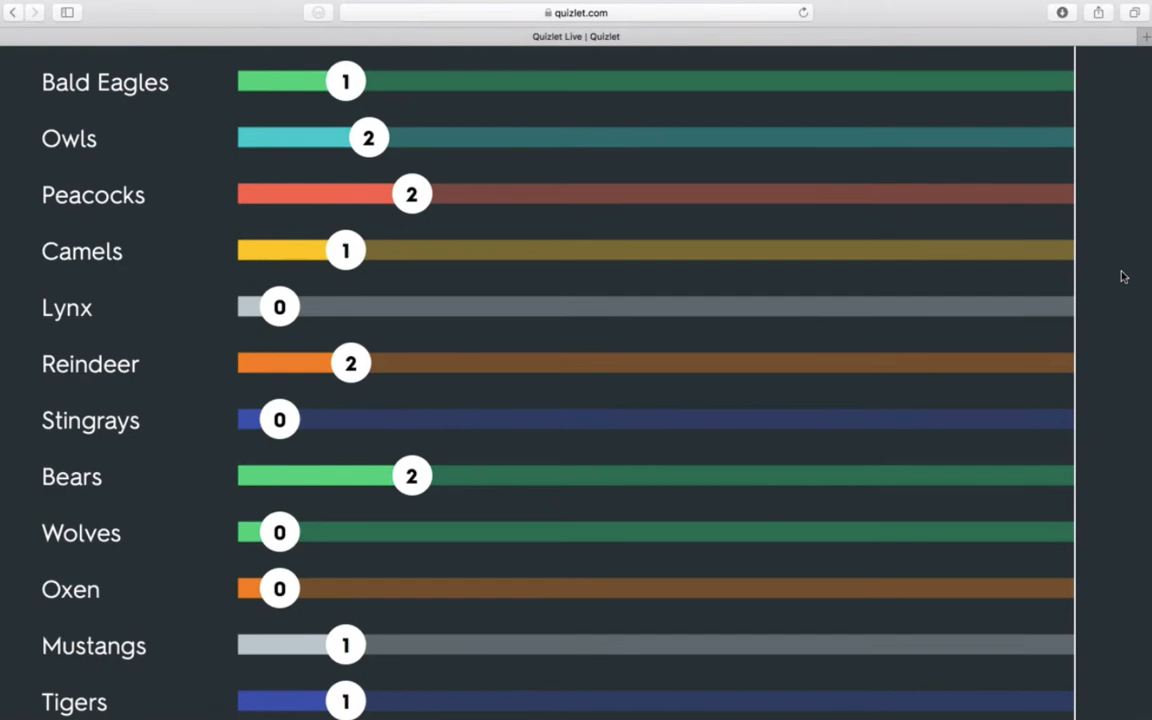 quizlet.com
Quizlet Live | Quizlet
Bald Eagles 1
Owls 2
Peacocks 2
Camels 1
Lynx 0
Reindeer 2
Stingrays 0
Bears 2
Wolves 0
Oxen 0
Mustangs 1
Tigers 1